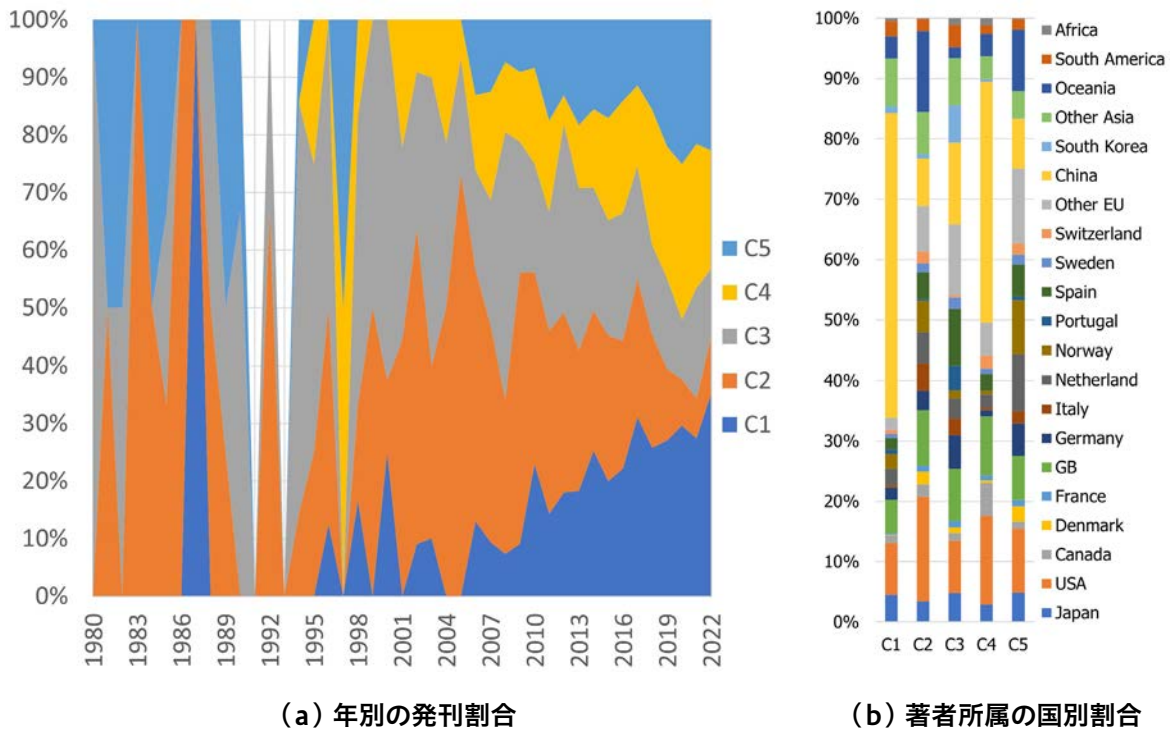 100%
90%
80%
70%
60%
50%
40%
30%
20%
10%
0%
1980
1983
1986
1989
1992
1995
1998
2001
2004
2007
2010
2013
2016
2019
2022
C5
C4
C3
C2
C1
(a)年別の発刊割合
100%
90%
80%
70%
60%
50%
40%
30%
20%
10%
0%
C1 C2 C3 C4 C5
Africa
South America
Oceania
Other Asia
South Korea
China
Other EU
Switzerland
Sweden
Spain
Portugal
Norway
Netherland
Italy
Germany
GB
France
Denmark
Canada
USA
Japan
(b)著者所属の国別割合